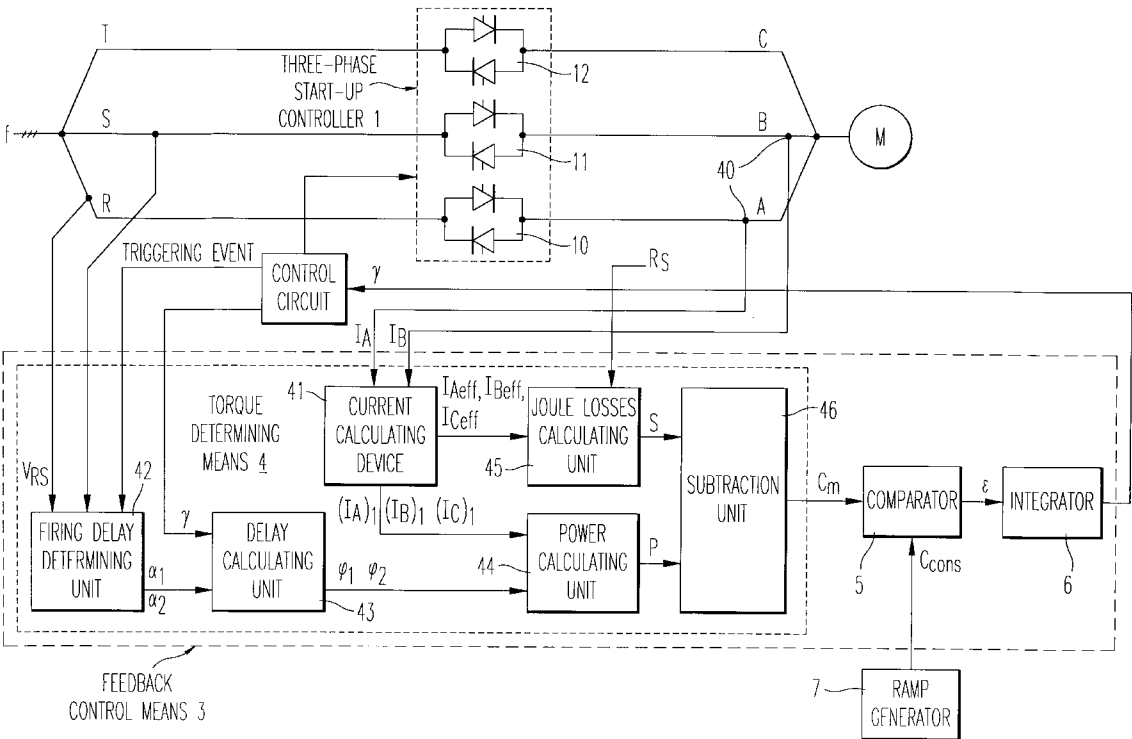 T
C
THREE-PHASE
START-UP
CONTROLLER 1
12
f
S
B
M
11
40
R
A
10
TRIGGERING EVENT
CONTROL
CIRCUIT
γ
RS
IA
IB
41
CURRENT
CALCULATING
DEVICE
IAeff, IBeff,
ICeff
JOULE LOSSES
CALCULATING
UNIT
45
S
46
SUBTRACTION
UNIT
TORQUE
DETERMINING
MEANS 4
VRS
42
FIRING DELAY
DETERMINING
UNIT
α1
α2
γ
DELAY
CALCULATING
UNIT
43
(IA)1 (IB)1 (IC)1
φ1 φ2
44
POWER
CALCULATING
UNIT
P
Cm
COMPARATOR
5
ε
INTEGRATOR
6
Ccons
FEEDBACK
CONTROL MEANS 3
7
RAMP
GENERATOR